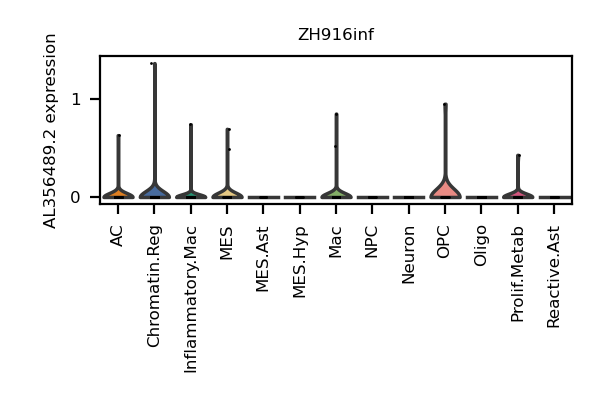 ZH916inf
AL356489.2 expression
1
0
AC
Chromatin.Reg
Inflammatory.Mac
MES
MES.Ast
MES.Hyp
Mac
NPC
Neuron
OPC
Oligo
Prolif.Metab
Reactive.Ast